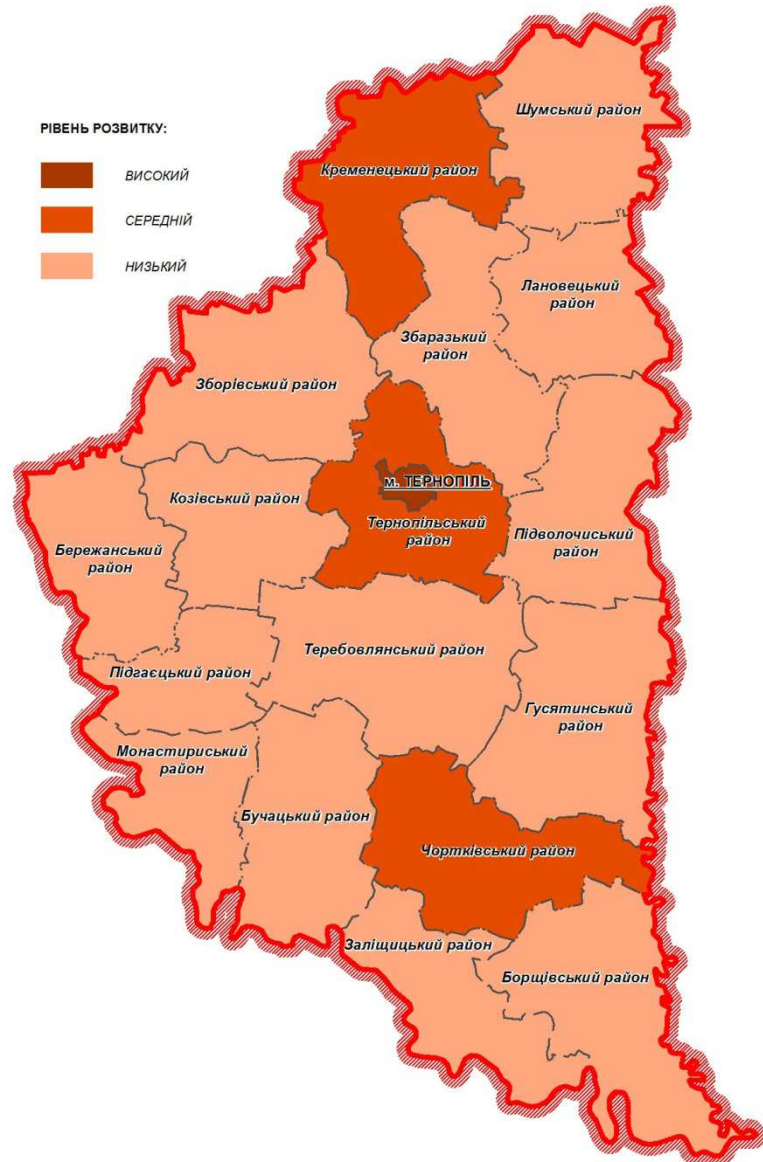 Шумський район
РІВЕНЬ РОЗВИТКУ:
ВИСОКИЙ
СЕРЕДНІЙ
НИЗЬКИЙ
Кременецький район
Лановецький
район
Збаразький
район
Зборівський район
м. ТЕРНОПІЛЬ
Козівський район
Тернопільський
район
Підволочиський
район
Бережанський
район
Теребовлянський район
Підгаєцький район
Гусятинський
район
Монастириський
район
Бучацький район
Чортківський район
Заліщицький район
Борщівський район